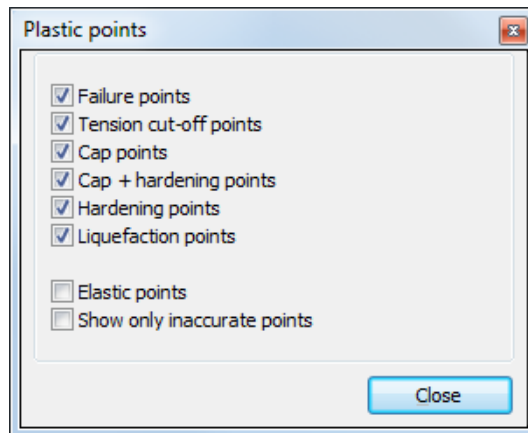 Plastic points
Failure points
Tension cut-off points
Cap points
Cap + hardening points
Hardening points
Liquefaction points
Elastic points
Show only inaccurate points
Close